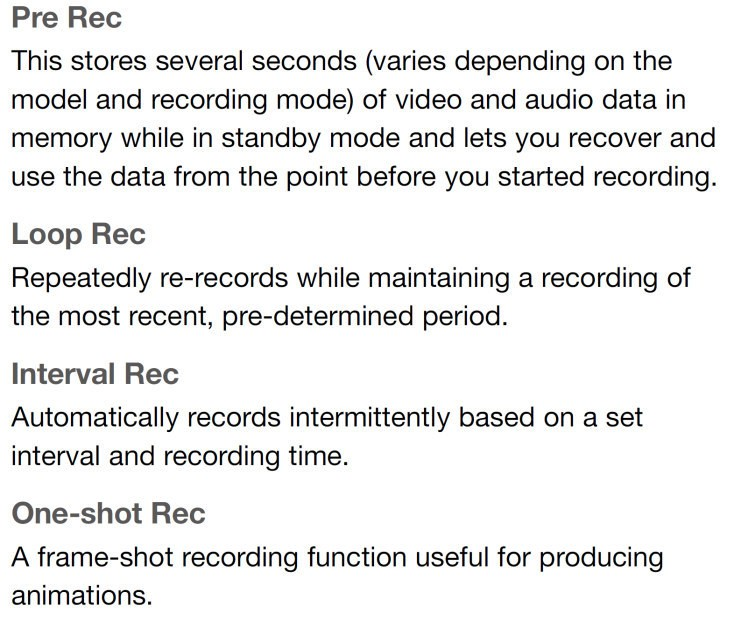 Pre Rec
This stores several seconds (varies depending on the
model and recording mode) of video and audio data in
memory while in standby mode and lets you recover and
use the data from the point before you started recording.
Loop Rec
Repeatedly re-records while maintaining a recording of
the most recent, pre-determined period.
Interval Rec
Automatically records intermittently based on a set
interval and recording time.
One-shot Rec
A frame-shot recording function useful for producing
animations.